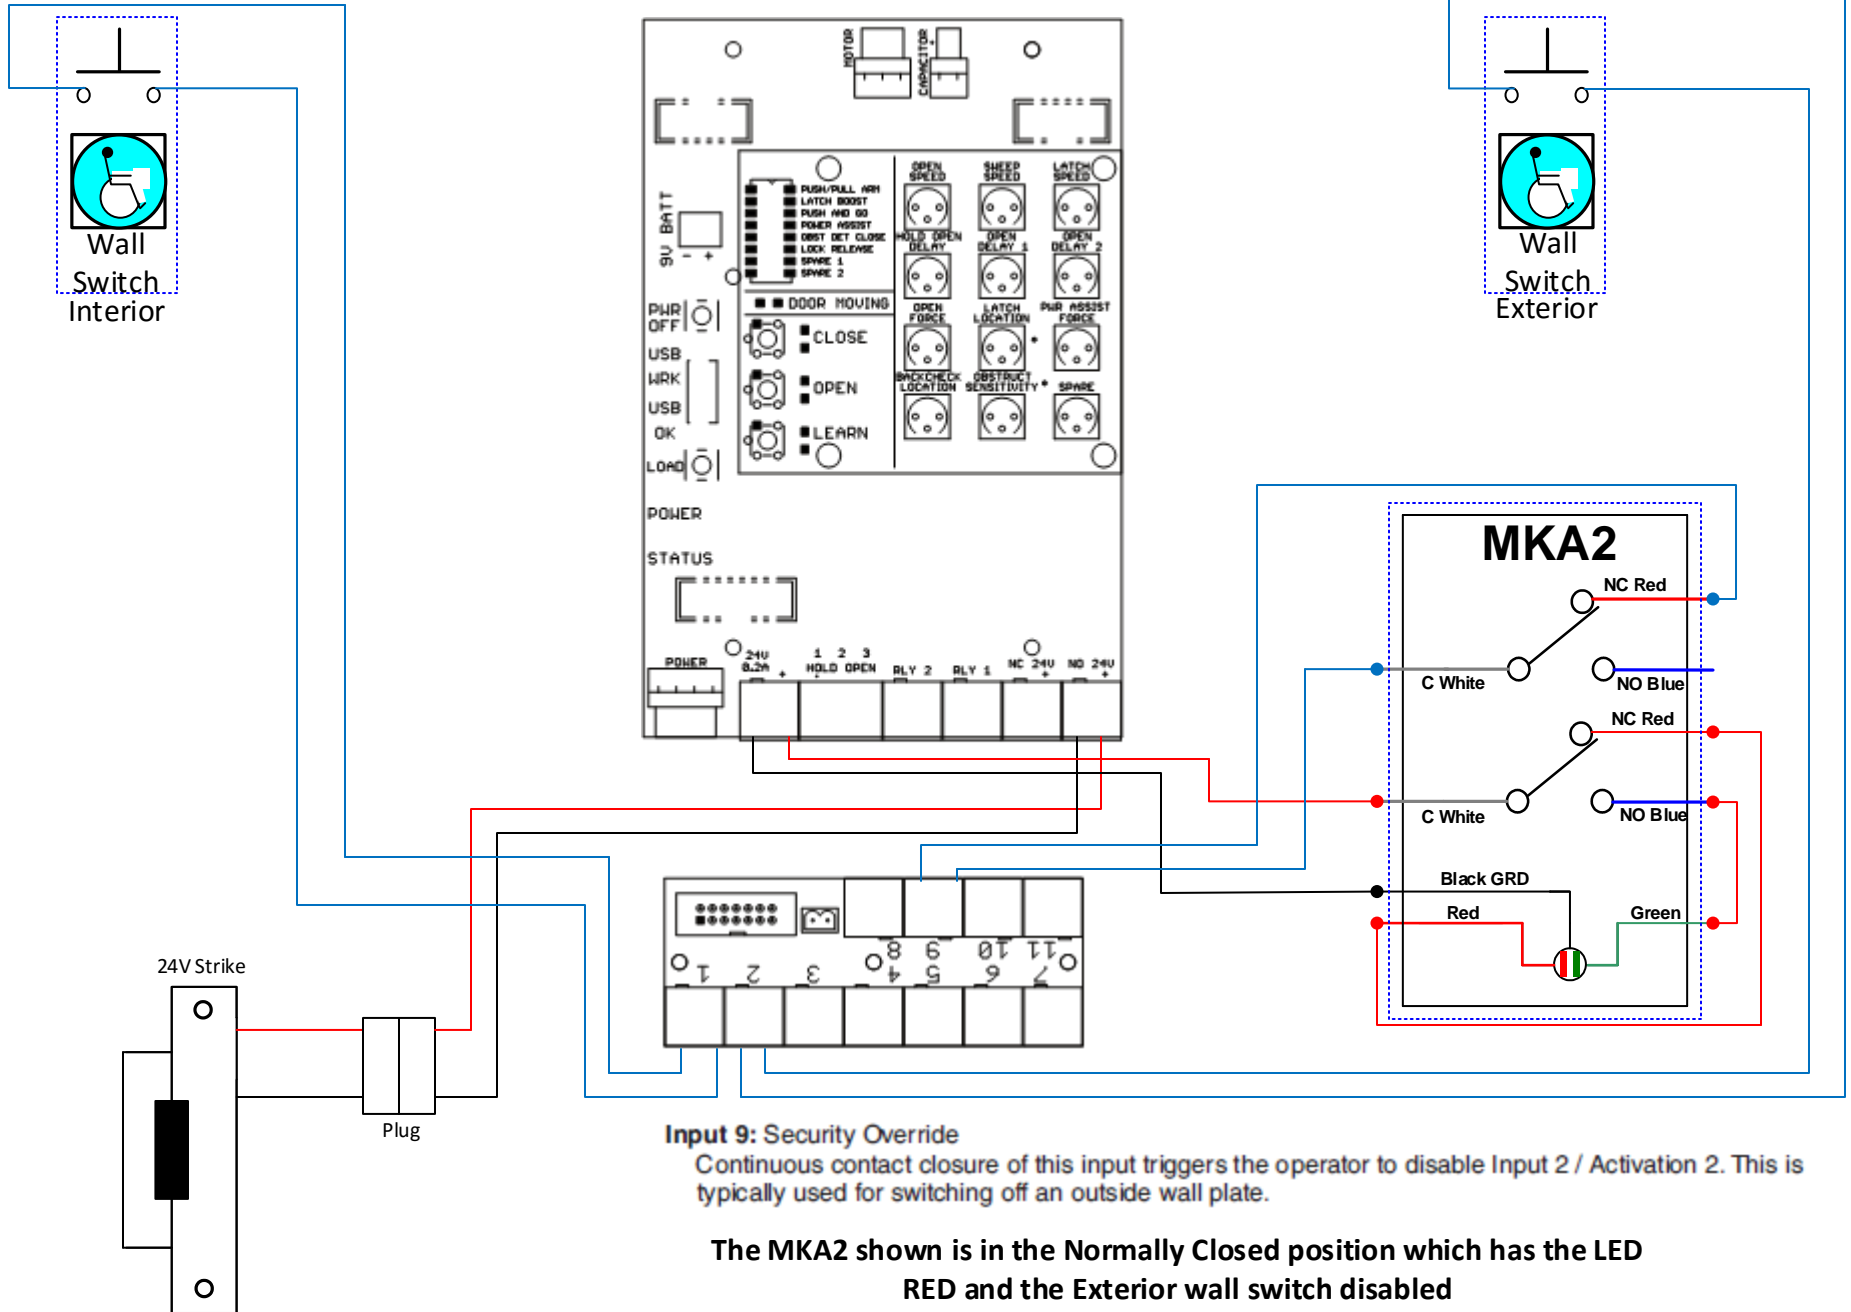 Wall
Switch
Interior
MOTOR
CAPACITOR
Wall
Switch
Exterior
PUSH/PULL ARM
LATCH BOOST
PUSH AND GO
POWER ASSIST
OBST DET CLOSE
LOCK RELEASE
SPARE 1
SPARE 2
OPEN
SPEED
SWEEP
SPEED
LATCH
SPEED
HOLD OPEN
DELAY
OPEN
DELAY 1
OPEN
DELAY 2
OPEN
FORCE
LATCH
LOCATION
PWR ASSIST
FORCE
BACKCHECK
LOCATION
OBSTRUCT
SENSITIVITY
SPARE
9V BATT
- +
DOOR MOVING
CLOSE
OPEN
LEARN
PWR
OFF
USB
WRK
USB
OK
LOAD
POWER
STATUS
POWER
24V
0.2A +
1 2 3
HOLD OPEN
RLY 2
RLY 1
NC 24V
+
NO 24V
+
MKA2
NC Red
C White
NO Blue
NC Red
C White
NO Blue
Black GRD
Red
Green
8 9 10 11
1 2 3 4 5 6 7
24V Strike
Plug
Input 9: Security Override
Continuous contact closure of this input triggers the operator to disable Input 2 / Activation 2. This is
typically used for switching off an outside wall plate.
The MKA2 shown is in the Normally Closed position which has the LED
RED and the Exterior wall switch disabled